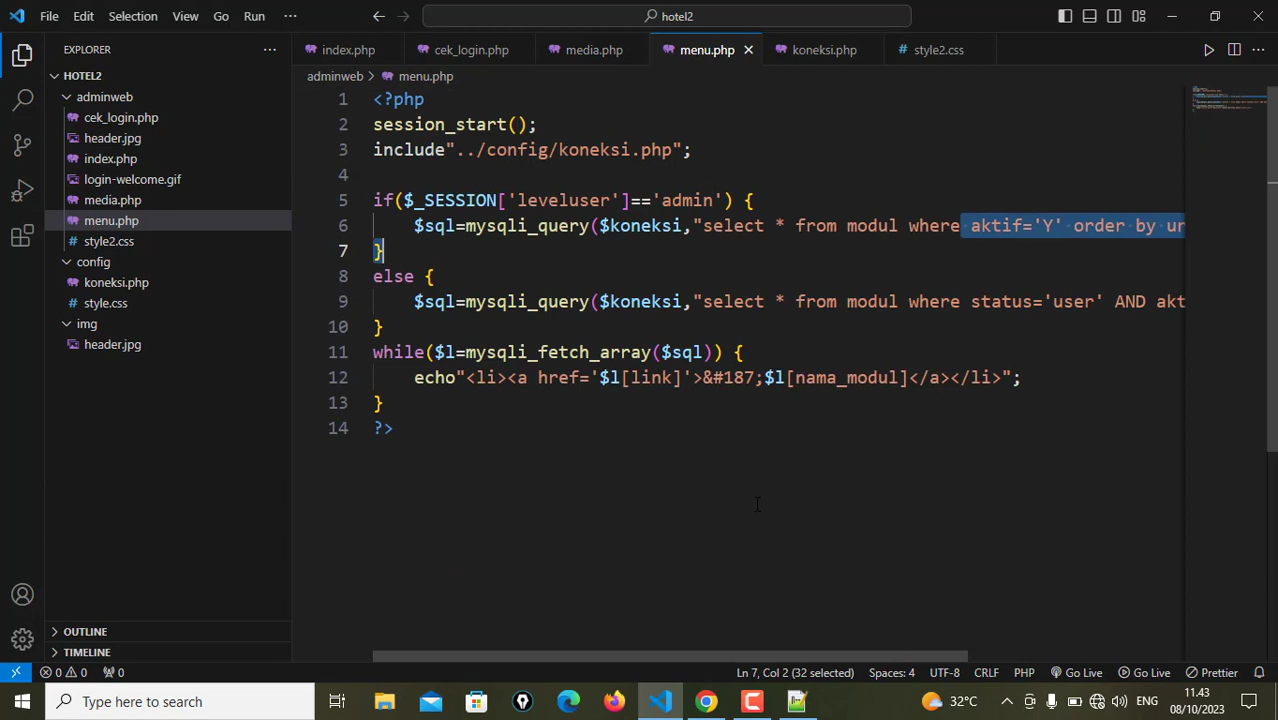 File Edit Selection View Go Run ··· hotel2
EXPLORER ···
index.php cek_login.php media.php menu.php koneksi.php # style2.css ···
HOTEL2
adminweb
cek_login.php
header.jpg
index.php
login-welcome.gif
media.php
menu.php
# style2.css
config
koneksi.php
# style.css
img
header.jpg
OUTLINE
TIMELINE
adminweb > menu.php
1 <?php
2 session_start();
3 include"../config/koneksi.php";
4
5 if($_SESSION['leveluser']=='admin') {
6 $sql=mysqli_query($koneksi,"select * from modul where aktif='Y' order by ur
7 }
8 else {
9 $sql=mysqli_query($koneksi,"select * from modul where status='user' AND akt
10 }
11 while($l=mysqli_fetch_array($sql)) {
12 echo"<li><a href='$l[link]'>&#187;$l[nama_modul]</a></li>";
13 }
14 ?>
0 0 0 Ln 7, Col 2 (32 selected) Spaces: 4 UTF-8 CRLF PHP Go Live Go Live Prettier
Type here to search 32°C ENG 11.43
08/10/2023